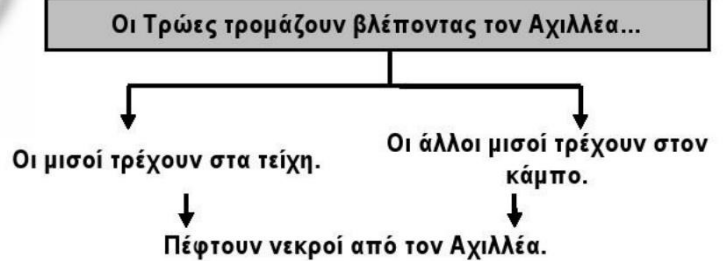 Οι Τρώες τρομάζουν βλέποντας τον Αχιλλέα...
Οι μισοί τρέχουν στα τείχη.
Οι άλλοι μισοί τρέχουν στον
κάμπο.
Πέφτουν νεκροί από τον Αχιλλέα.